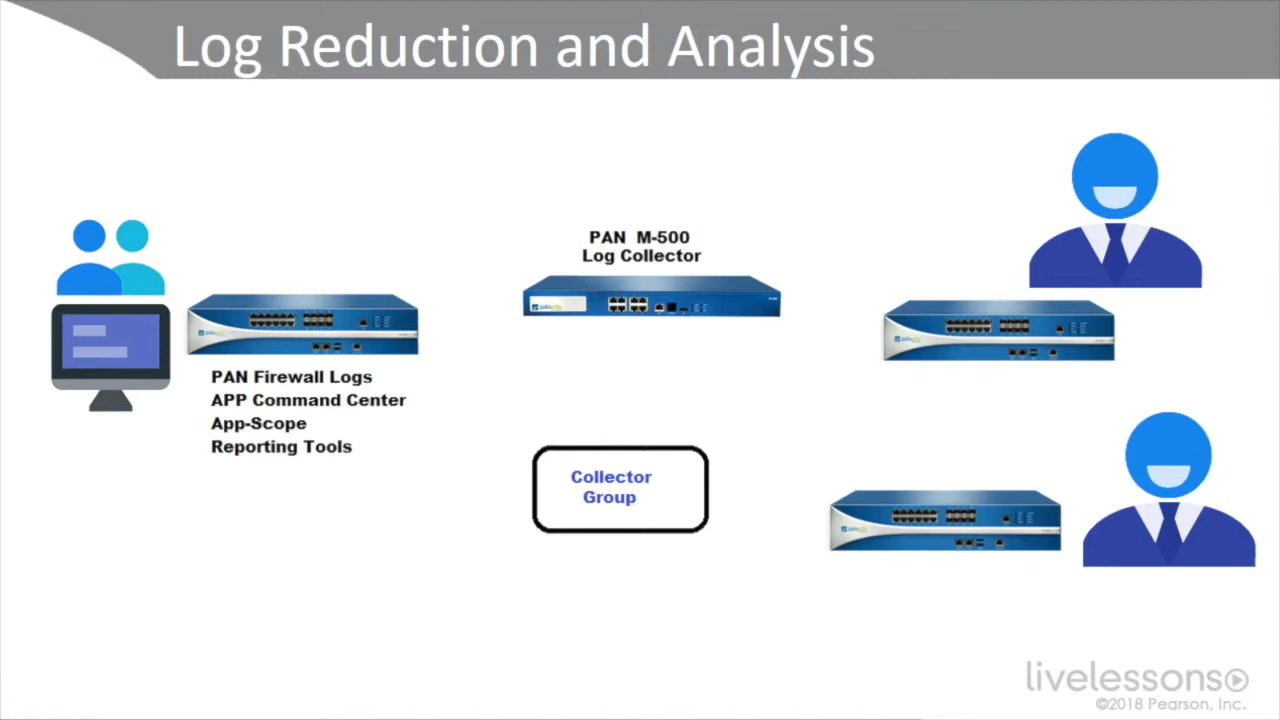 Log Reduction and Analysis
PAN M-500
Log Collector
PAN Firewall Logs
APP Command Center
App-Scope
Reporting Tools
Collector
Group
livelessons
©2018 Pearson, Inc.